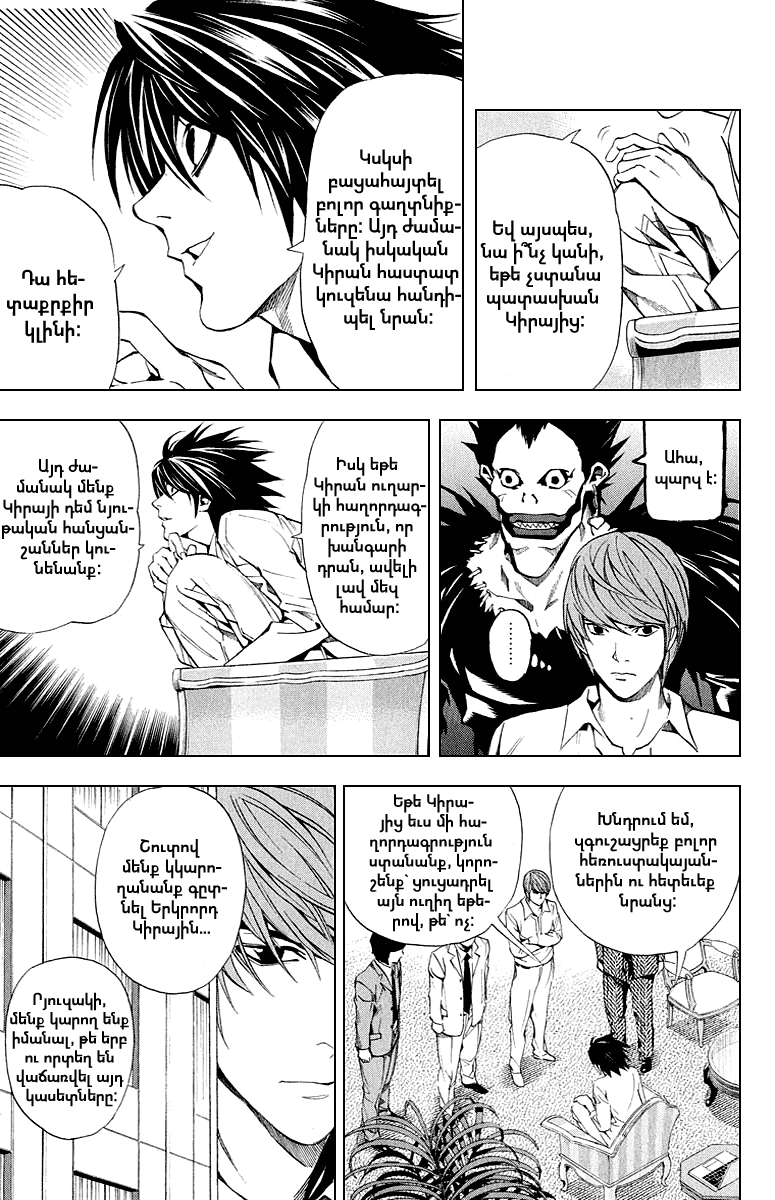 Եվ այսպես,
նա ի՞նչ կանի,
եթե չստանա
պատասխան
Կիրայից:
Կսկսի
բացահայտել
բոլոր գաղտնիք-
ները: Այդ ժամա-
նակ իսկական
Կիրան հաստատ
կուզենա հանդի-
պել նրան:
Դա հե-
տաքրքիր
կլինի:
Ահա,
պարզ է:
........
Իսկ եթե
Կիրան ուղար-
կի հաղորդագ-
րություն, որ
խանգարի
դրան, ավելի
լավ մեզ
համար:
Այդ ժա-
մանակ մենք
Կիրայի դեմ նյու-
թական հանցան-
շաններ կու-
նենանք:
Խնդրում եմ,
զգուշացրեք բոլոր
հեռուստակայան-
ներին ու հետեւեք
նրանց:
Եթե Կիրա-
յից եւս մի հա-
ղորդագրություն
ստանանք, կորո-
շենք՝ ցուցադրել
այն ուղիղ եթե-
րով, թե՝ ոչ:
Շուտով
մենք կկարո-
ղանանք գըտ-
նել Երկրորդ
Կիրային...
Րյուզակի,
մենք կարող ենք
իմանալ, թե երբ
ու որտեղ են
վաճառվել այդ
կասետները: